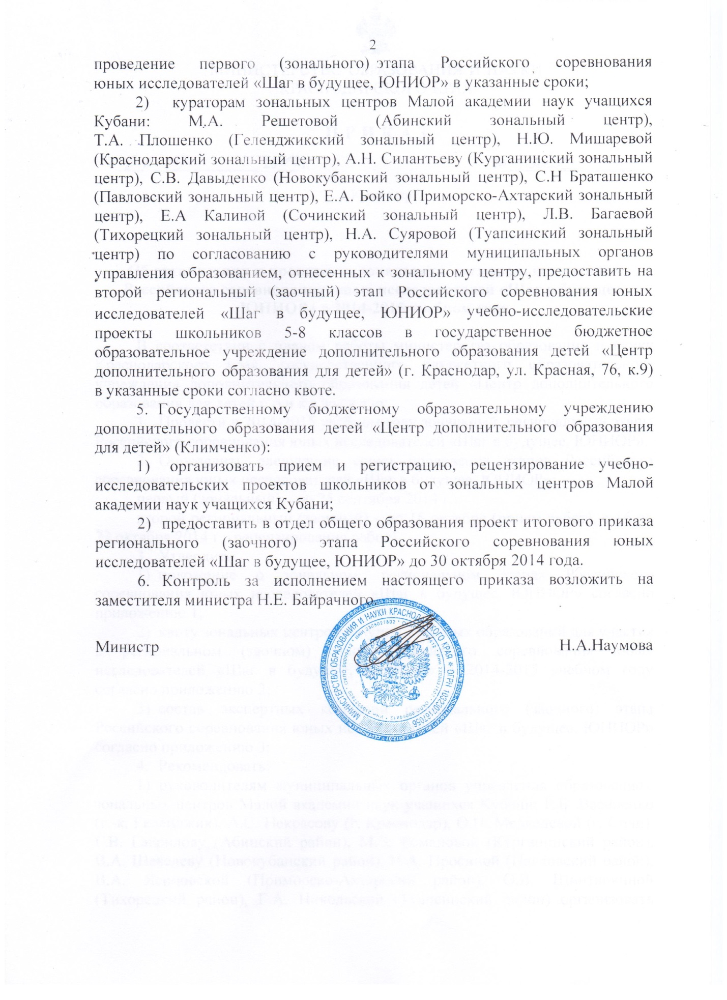 2
проведение первого (зонального) этапа Российского соревнования
юных исследователей «Шаг в будущее, ЮНИОР» в указанные сроки;
2) кураторам зональных центров Малой академии наук учащихся
Кубани: М.А. Решетовой (Абинский зональный центр),
Т.А. Плошенко (Геленджикский зональный центр), Н.Ю. Мишаревой
(Краснодарский зональный центр), А.Н. Силантьеву (Курганинский зональный
центр), С.В. Давыденко (Новокубанский зональный центр), С.Н Браташенко
(Павловский зональный центр), Е.А. Бойко (Приморско-Ахтарский зональный
центр), Е.А Калиной (Сочинский зональный центр), Л.В. Багаевой
(Тихорецкий зональный центр), Н.А. Суяровой (Туапсинский зональный
центр) по согласованию с руководителями муниципальных органов
управления образованием, отнесенных к зональному центру, предоставить на
второй региональный (заочный) этап Российского соревнования юных
исследователей «Шаг в будущее, ЮНИОР» учебно-исследовательские
проекты школьников 5-8 классов в государственное бюджетное
образовательное учреждение дополнительного образования детей «Центр
дополнительного образования для детей» (г. Краснодар, ул. Красная, 76, к.9)
в указанные сроки согласно квоте.
5. Государственному бюджетному образовательному учреждению
дополнительного образования детей «Центр дополнительного образования
для детей» (Климченко):
1) организовать прием и регистрацию, рецензирование учебно-
исследовательских проектов школьников от зональных центров Малой
академии наук учащихся Кубани;
2) предоставить в отдел общего образования проект итогового приказа
регионального (заочного) этапа Российского соревнования юных
исследователей «Шаг в будущее, ЮНИОР» до 30 октября 2014 года.
6. Контроль за исполнением настоящего приказа возложить на
заместителя министра Н.Е. Байрачного.
Министр Н.А.Наумова
МИНИСТЕРСТВО ОБРАЗОВАНИЯ И НАУКИ КРАСНОДАРСКОГО КРАЯ * ОГРН 1032307167056